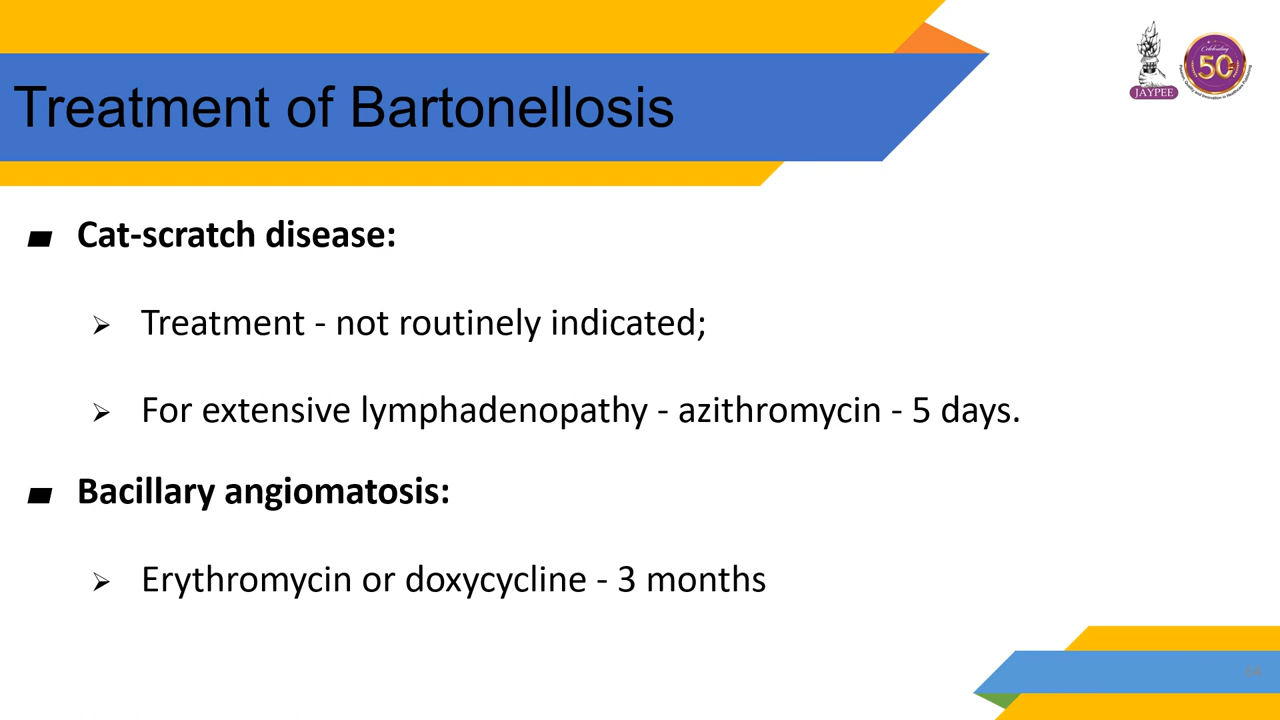 Treatment of Bartonellosis
JAYPEE
Celebrating
50
Cat-scratch disease:
Treatment - not routinely indicated;
For extensive lymphadenopathy - azithromycin - 5 days.
Bacillary angiomatosis:
Erythromycin or doxycycline - 3 months